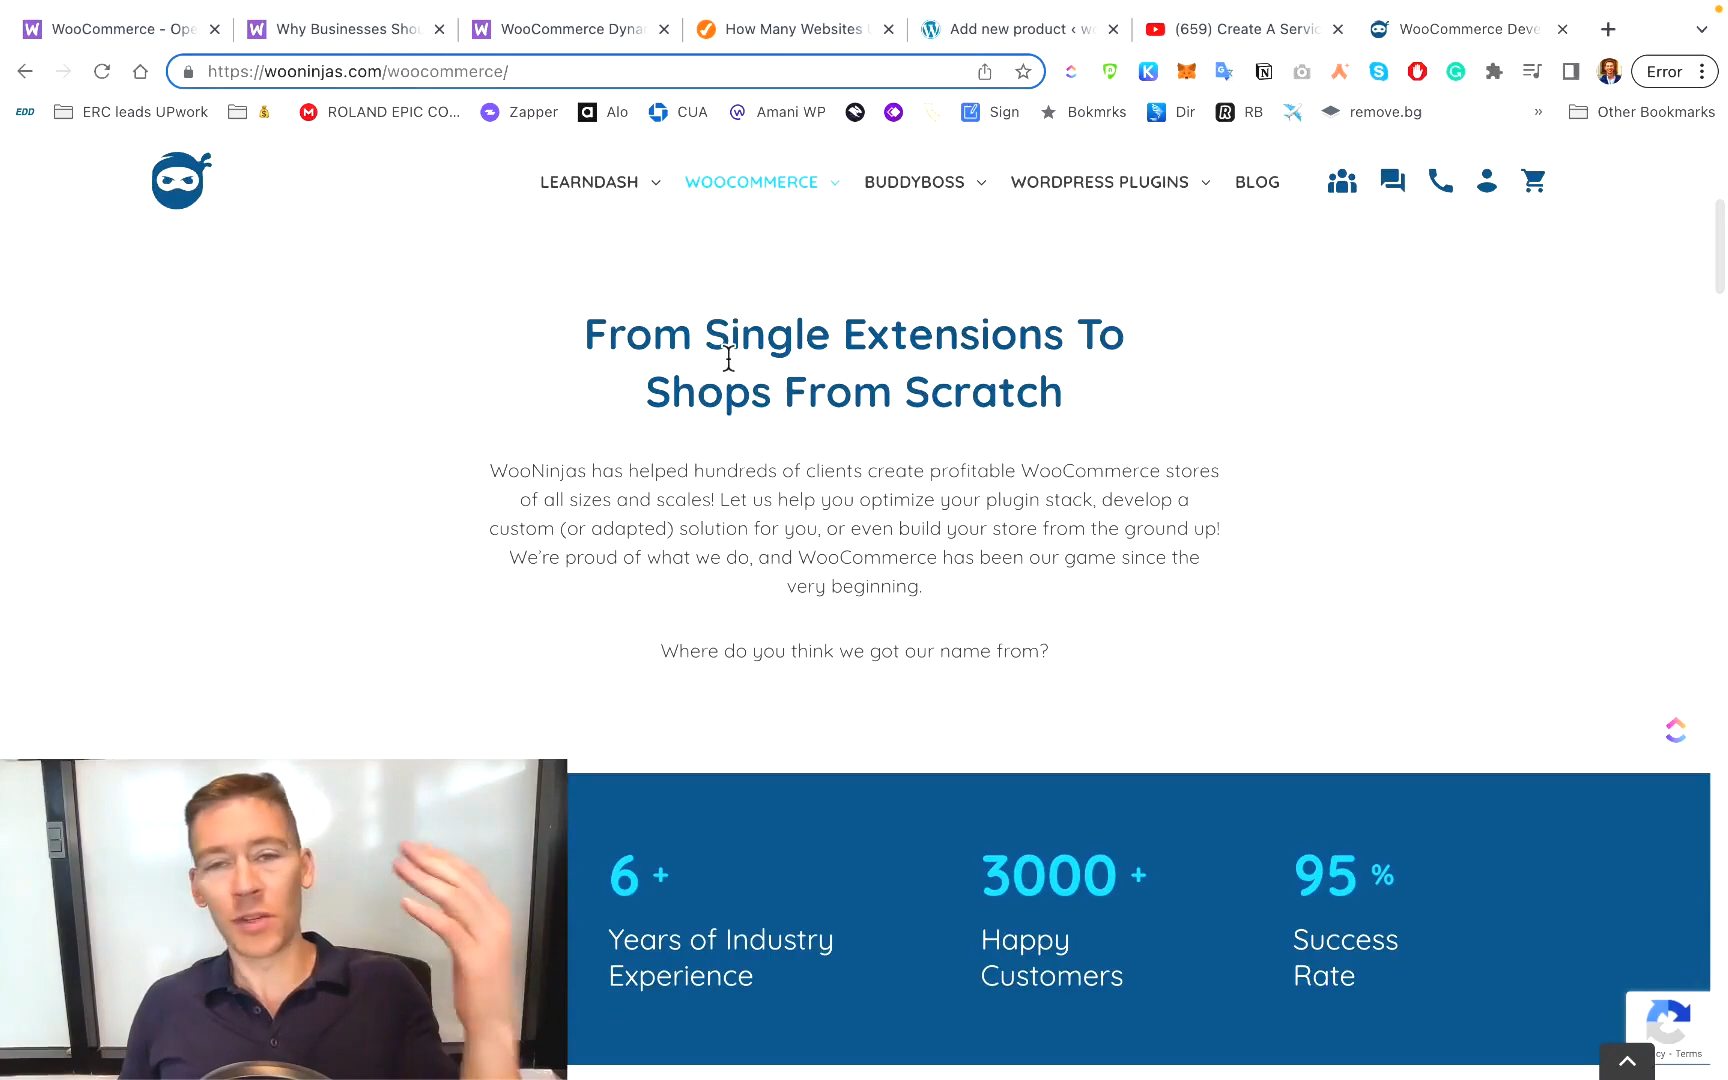 WooCommerce - Ope
Why Businesses Shou
WooCommerce Dyna
How Many Websites U
Add new product ‹ wo
(659) Create A Servic
WooCommerce Deve
https://wooninjas.com/woocommerce/
Error
EDD
ERC leads UPwork
ROLAND EPIC CO...
Zapper
Alo
CUA
Amani WP
Sign
Bokmrks
Dir
RB
remove.bg
»
Other Bookmarks
LEARNDASH
WOOCOMMERCE
BUDDYBOSS
WORDPRESS PLUGINS
BLOG
From Single Extensions To
Shops From Scratch
WooNinjas has helped hundreds of clients create profitable WooCommerce stores
of all sizes and scales! Let us help you optimize your plugin stack, develop a
custom (or adapted) solution for you, or even build your store from the ground up!
We're proud of what we do, and WooCommerce has been our game since the
very beginning.
Where do you think we got our name from?
6 +
Years of Industry
Experience
3000 +
Happy
Customers
95 %
Success
Rate
cy - Terms